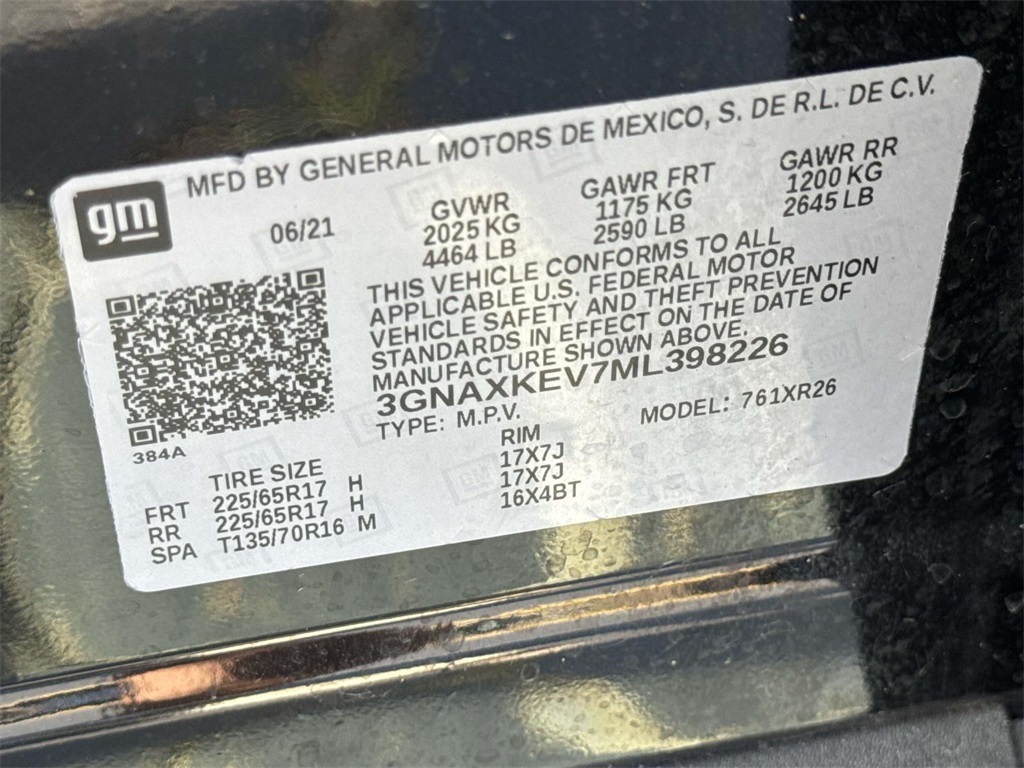 MFD BY GENERAL MOTORS DE MEXICO, S. DE R.L. DE C.V.
gm
06/21
GVWR
2025 KG
4464 LB
GAWR FRT
1175 KG
2590 LB
GAWR RR
1200 KG
2645 LB
THIS VEHICLE CONFORMS TO ALL
APPLICABLE U.S. FEDERAL MOTOR
VEHICLE SAFETY AND THEFT PREVENTION
STANDARDS IN EFFECT ON THE DATE OF
MANUFACTURE SHOWN ABOVE.
3GNAXKEV7ML398226
TYPE: M.P.V. MODEL: 761XR26
384A
TIRE SIZE RIM
FRT 225/65R17 H 17X7J
RR 225/65R17 H 17X7J
SPA T135/70R16 M 16X4BT